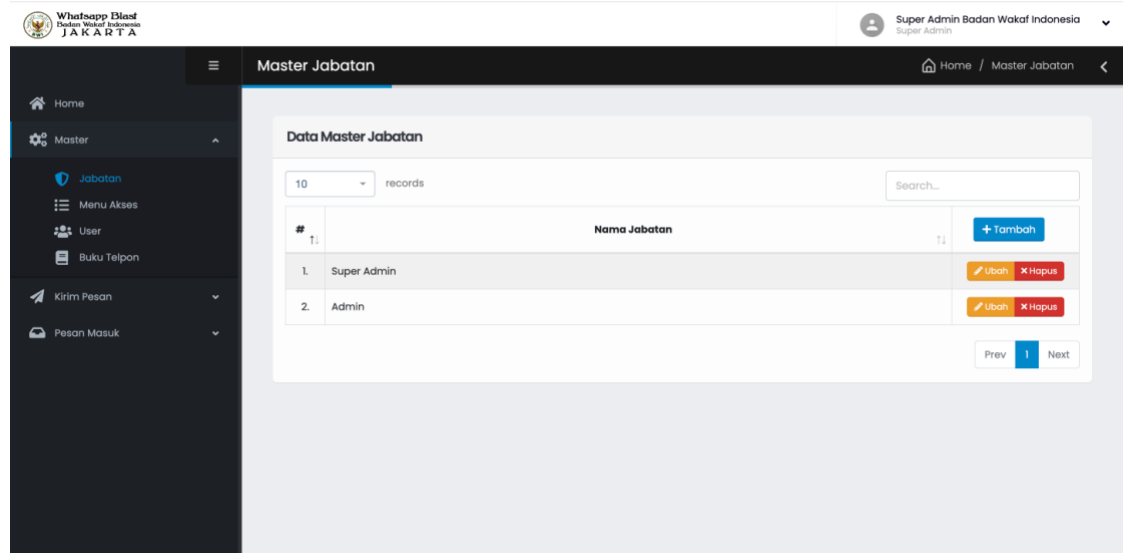 Whatsapp Blast
Badan Wakaf Indonesia
JAKARTA
BWI
Super Admin Badan Wakaf Indonesia
Super Admin
Master Jabatan
Home / Master Jabatan
Home
Master
Jabatan
Menu Akses
User
Buku Telpon
Kirim Pesan
Pesan Masuk
Data Master Jabatan
10 records
Search...
# Nama Jabatan + Tambah
1. Super Admin Ubah × Hapus
2. Admin Ubah × Hapus
Prev 1 Next